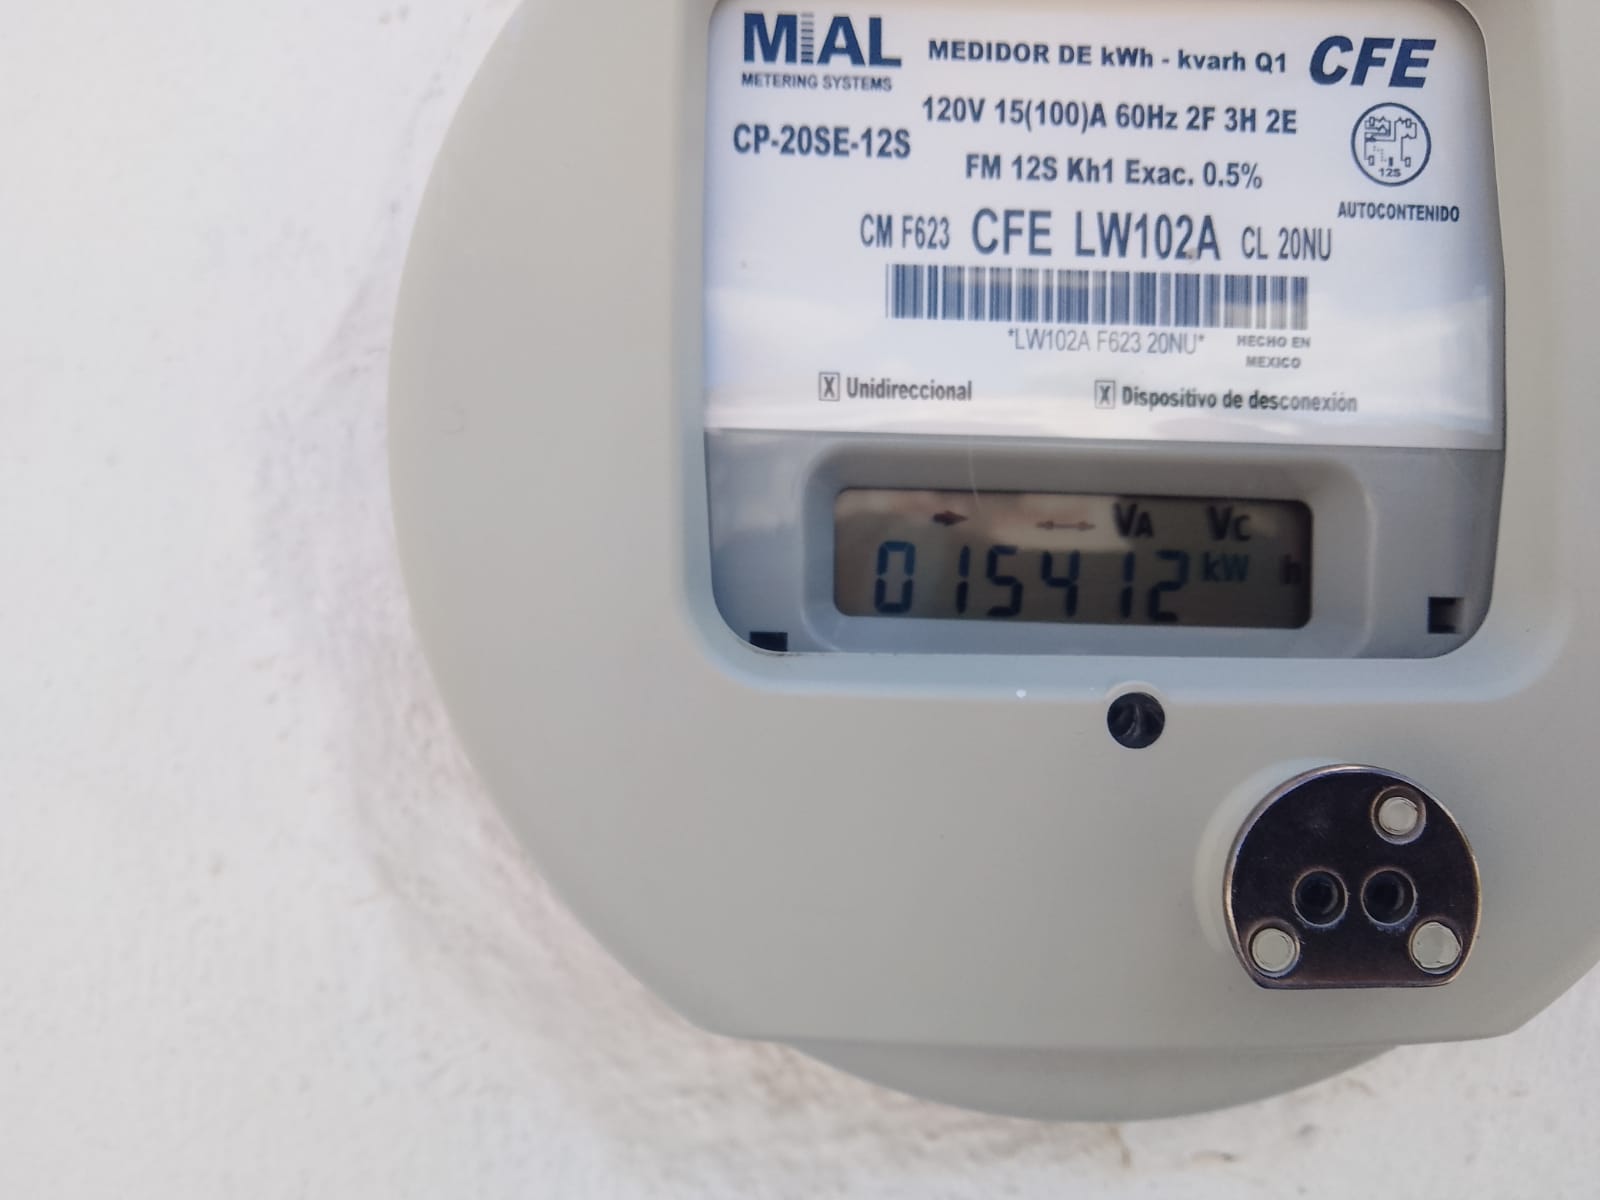 MIAL
METERING SYSTEMS
MEDIDOR DE kWh - kvarh Q1
CFE
120V 15(100)A 60Hz 2F 3H 2E
CP-20SE-12S
FM 12S Kh1 Exac. 0.5%
12S
AUTOCONTENIDO
CM F623 CFE LW102A CL 20NU
*LW102A F623 20NU*
HECHO EN
MEXICO
X Unidireccional
X Dispositivo de desconexión
VA VC
015412 kW h